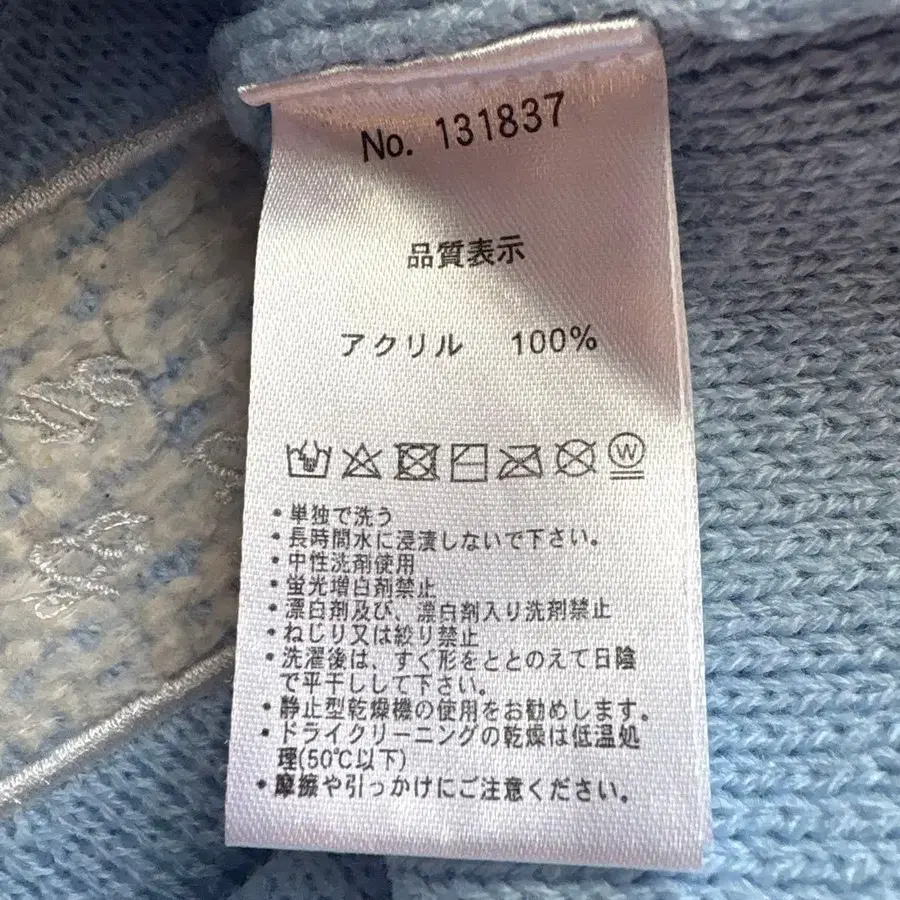 No. 131837
品質表示
アクリル 100%
W
・単独で洗う
・長時間水に浸漬しないで下さい。
・中性洗剤使用
・蛍光増白剤禁止
・漂白剤及び、漂白剤入り洗剤禁止
・ねじり又は絞り禁止
・洗濯後は、すぐ形をととのえて日陰
で平干しして下さい。
・静止型乾燥機の使用をお勧めします。
・ドライクリーニングの乾燥は低温処
理(50℃以下)
・摩擦や引っかけにご注意ください。